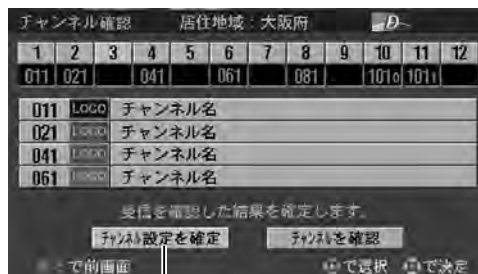 チャンネル確認 居住地域:大阪府 D
1 2 3 4 5 6 7 8 9 10 11 12
011 021 041 061 081 101₀ 101₁
011 LOGO チャンネル名
021 LOGO チャンネル名
041 LOGO チャンネル名
061 LOGO チャンネル名
受信を確認した結果を確定します。
チャンネル設定を確定 チャンネルを確認
で前画面 で選択 で決定